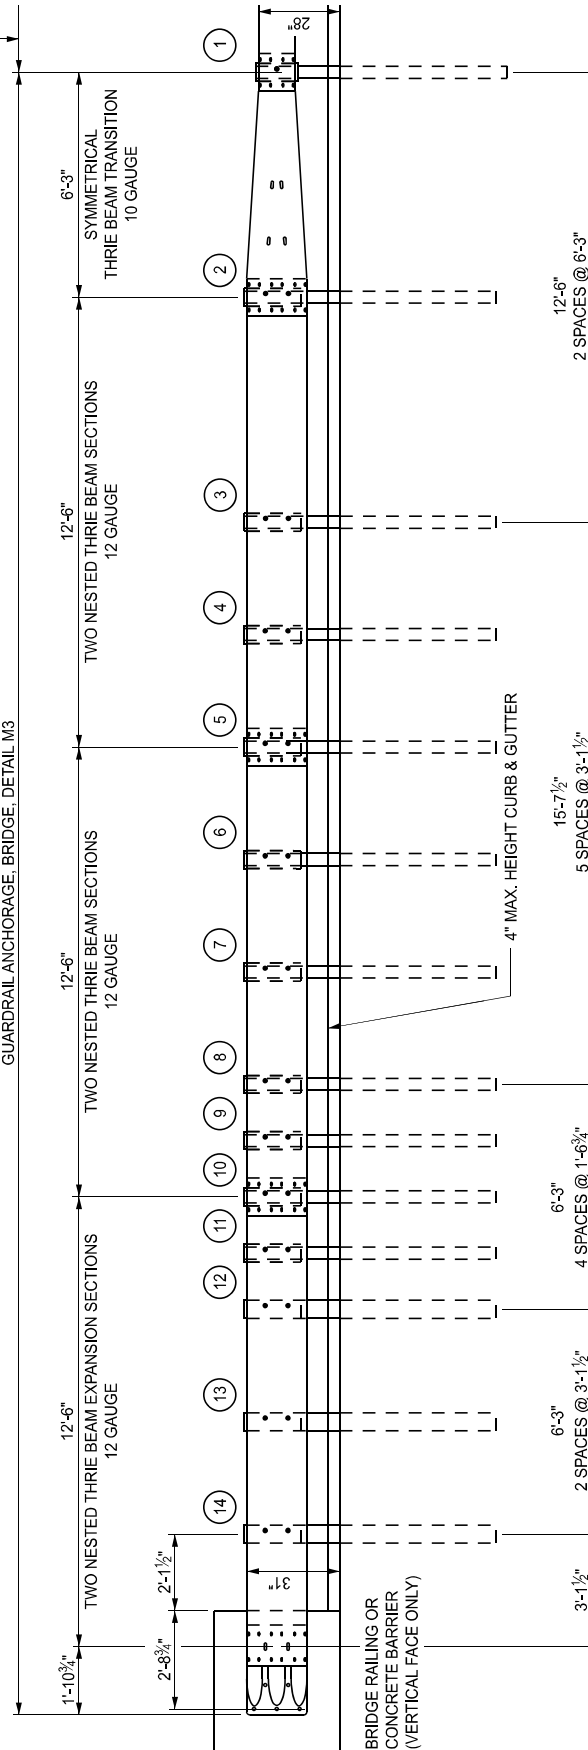 GUARDRAIL ANCHORAGE, BRIDGE, DETAIL M3
1'-10¾"
12'-6"
TWO NESTED THRIE BEAM EXPANSION SECTIONS
12 GAUGE
12'-6"
TWO NESTED THRIE BEAM SECTIONS
12 GAUGE
12'-6"
TWO NESTED THRIE BEAM SECTIONS
12 GAUGE
6'-3"
SYMMETRICAL
THRIE BEAM TRANSITION
10 GAUGE
2'-8¾"
2'-1½"
14
13
12
11
10
9
8
7
6
5
4
3
2
1
31"
28"
BRIDGE RAILING OR
CONCRETE BARRIER
(VERTICAL FACE ONLY)
4" MAX. HEIGHT CURB & GUTTER
3'-1½"
6'-3"
2 SPACES @ 3'-1½"
6'-3"
4 SPACES @ 1'-6¾"
15'-7½"
5 SPACES @ 3'-1½"
12'-6"
2 SPACES @ 6'-3"